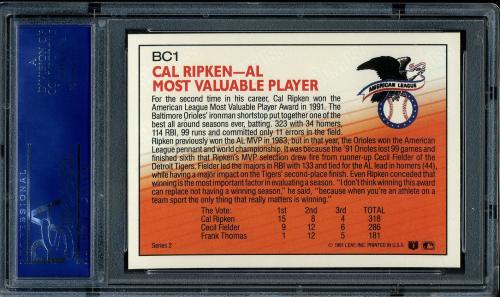 BC1
CAL RIPKEN—AL
MOST VALUABLE PLAYER
AMERICAN LEAGUE
For the second time in his career, Cal Ripken won the
American League Most Valuable Player Award in 1991. The
Baltimore Orioles' ironman shortstop put together one of the
best all around seasons ever, batting. 323 with 34 homers,
114 RBI, 99 runs and committed only 11 errors in the field.
Ripken previously won the AL MVP in 1983, but in that year, the Orioles won the American
League pennant and world championship. It was because the '91 Orioles lost 99 games and
finished sixth that Ripken's MVP selection drew fire from runner-up Cecil Fielder of the
Detroit Tigers. Fielder led the majors in RBI with 133 and tied for the AL lead in homers (44),
while having a major impact on the Tigers' second-place finish. Even Ripken conceded that
winning is the most important factor in evaluating a season. "I don't think winning this award
can replace not having a winning season," he said, "because when you're an athlete on a
team sport the only thing that really matters is winning."
The Vote: 1st 2nd 3rd TOTAL
Cal Ripken 15 8 4 318
Cecil Fielder 9 12 6 286
Frank Thomas 1 12 5 181
Series 2
© 1991 LEAF, INC. PRINTED IN U.S.A.
PSA